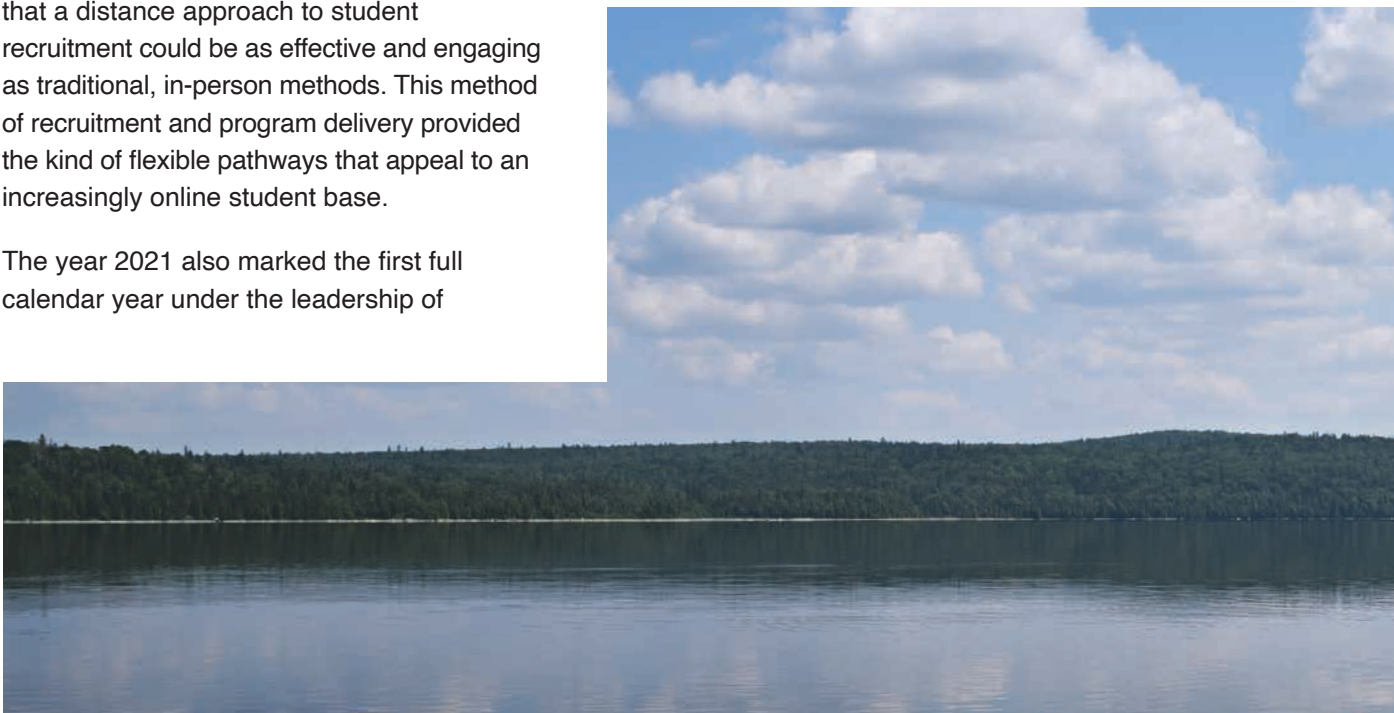 that a distance approach to student
recruitment could be as effective and engaging
as traditional, in-person methods. This method
of recruitment and program delivery provided
the kind of flexible pathways that appeal to an
increasingly online student base.
The year 2021 also marked the first full
calendar year under the leadership of